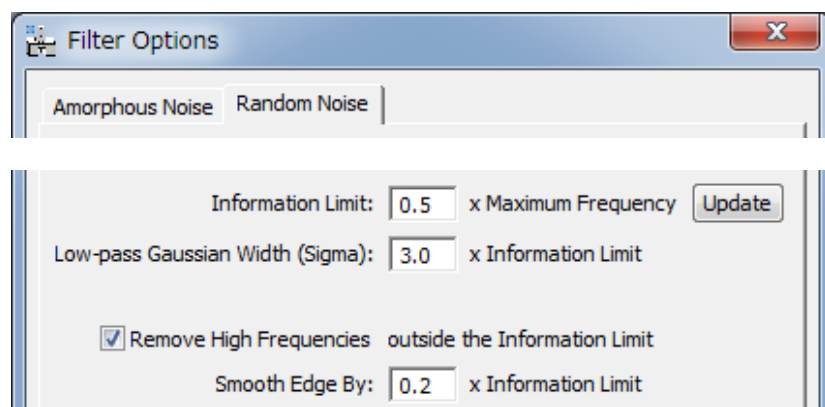 Filter Options
Amorphous Noise Random Noise
Information Limit: 0.5 x Maximum Frequency Update
Low-pass Gaussian Width (Sigma): 3.0 x Information Limit
Remove High Frequencies outside the Information Limit
Smooth Edge By: 0.2 x Information Limit